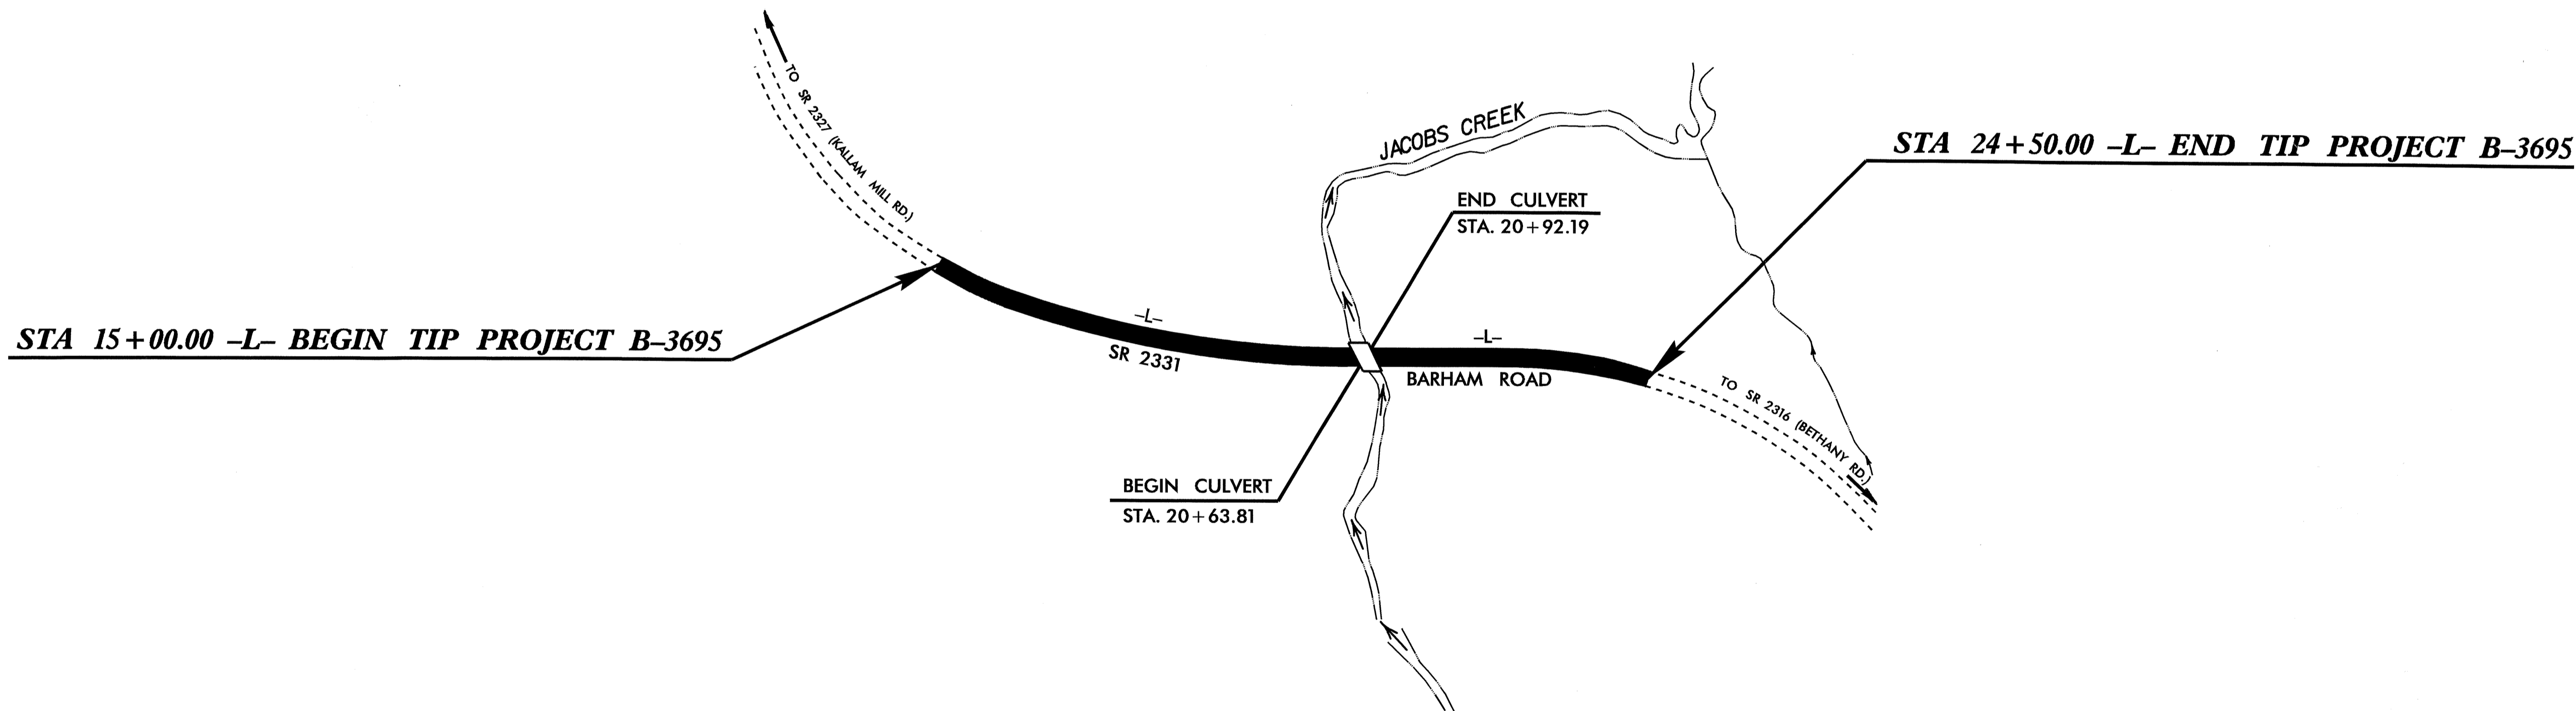 TO SR 2327 (KALLAM MILL RD.)
JACOBS CREEK
STA 24+50.00 –L– END TIP PROJECT B–3695
END CULVERT
STA. 20+92.19
STA 15+00.00 –L– BEGIN TIP PROJECT B–3695
–L–
SR 2331
–L–
BARHAM ROAD
TO SR 2316 (BETHANY RD.)
BEGIN CULVERT
STA. 20+63.81